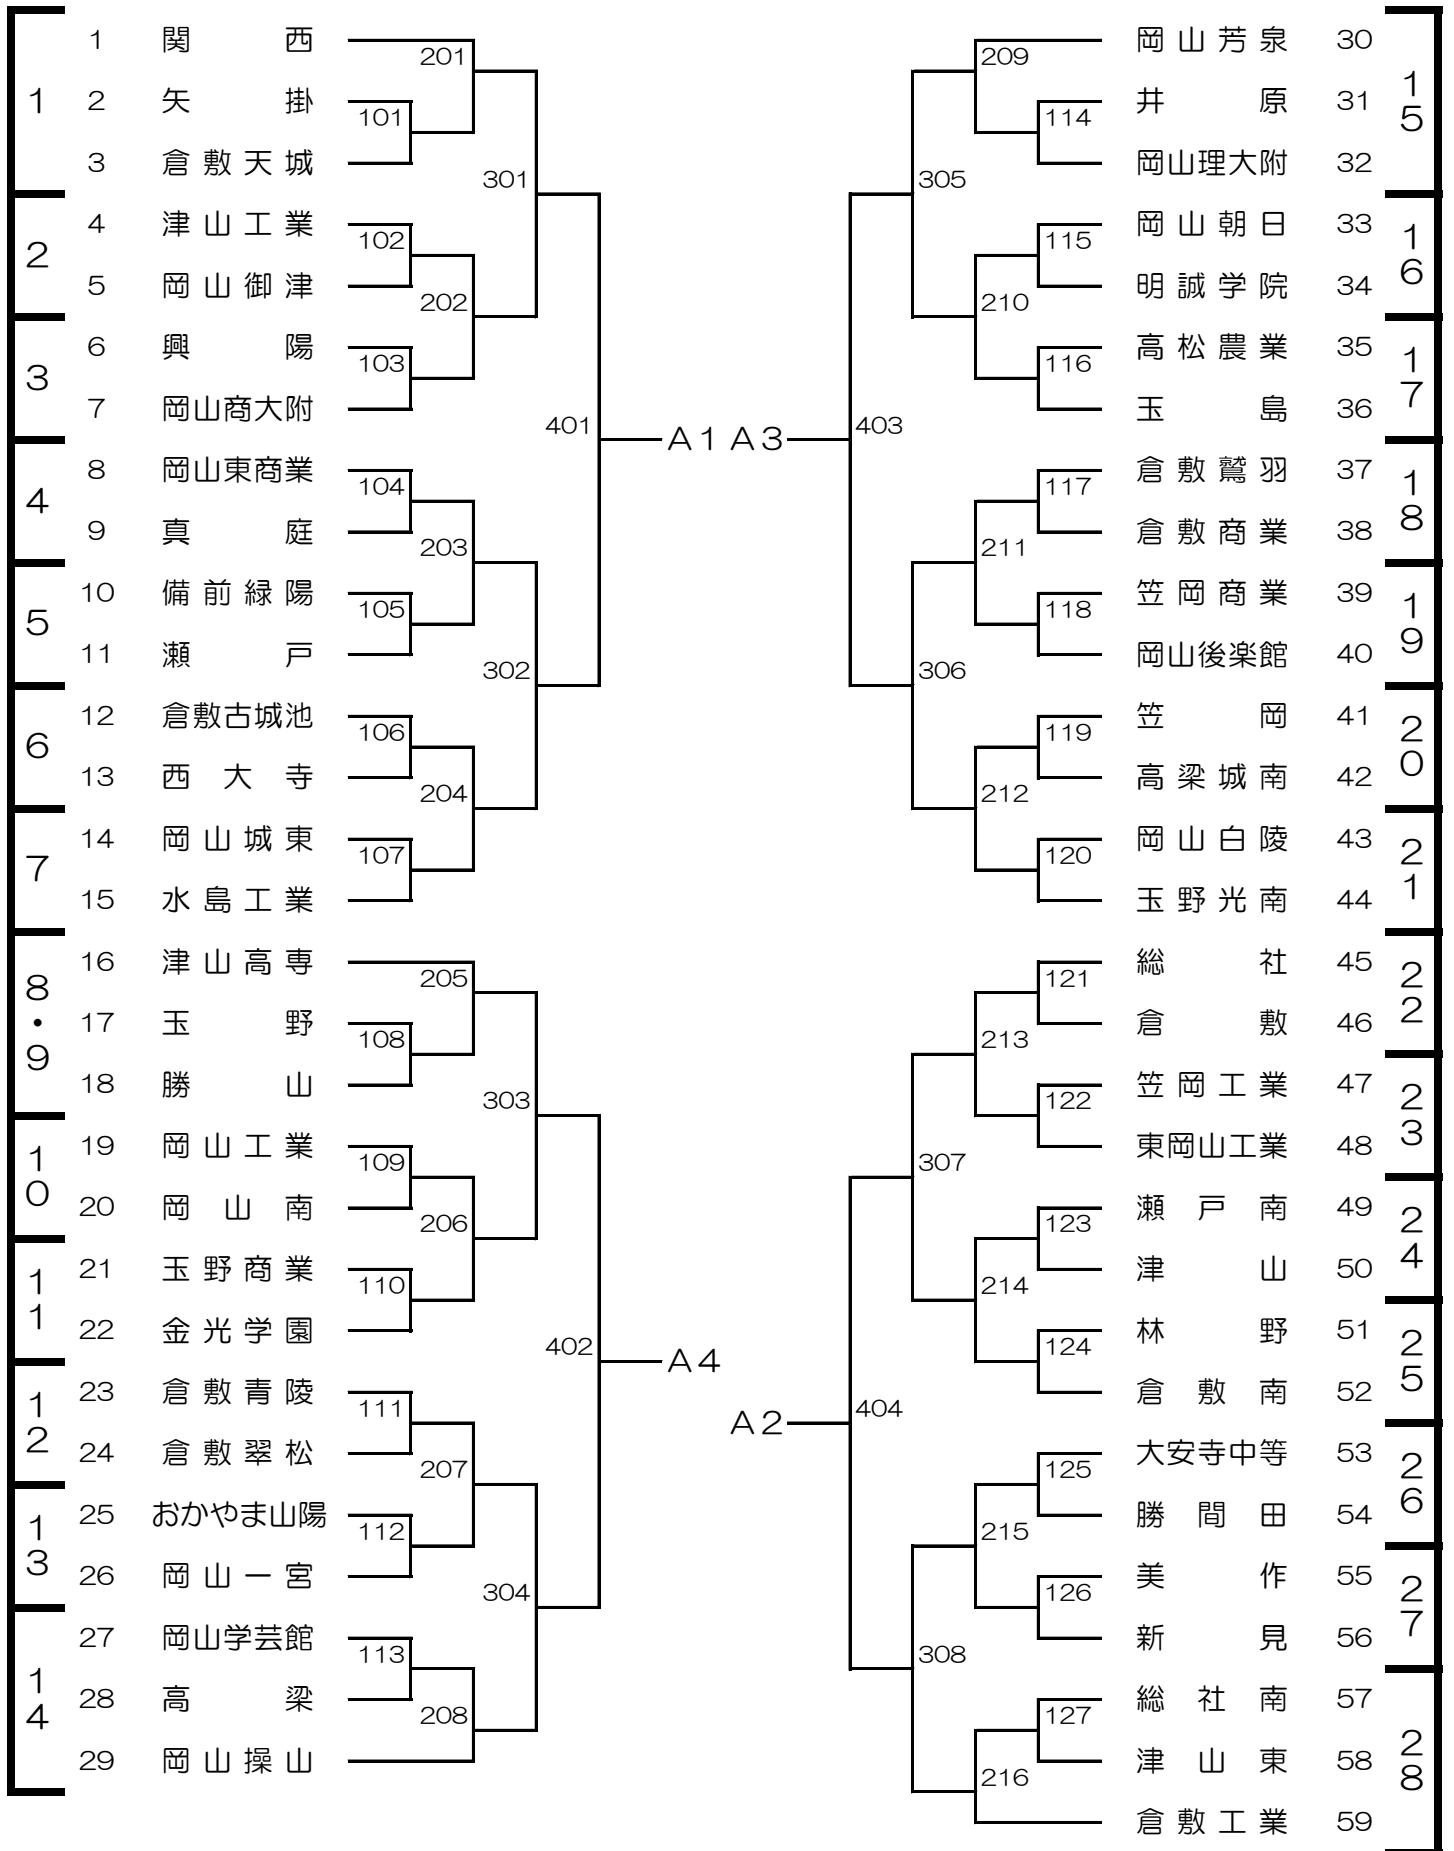 1 関西 201 209 岡山芳泉 30
1 2 矢掛 101 114 井原 31 15
3 倉敷天城 岡山理大附 32
301 305
4 津山工業 102 115 岡山朝日 33
2 16
5 岡山御津 202 210 明誠学院 34
6 興陽 103 116 高松農業 35
3 17
7 岡山商大附 玉島 36
401 A1 A3 403
8 岡山東商業 104 117 倉敷鷲羽 37
4 18
9 真庭 203 211 倉敷商業 38
10 備前緑陽 105 118 笠岡商業 39
5 19
11 瀬戸 302 306 岡山後楽館 40
12 倉敷古城池 106 119 笠岡 41
6 20
13 西大寺 204 212 高梁城南 42
14 岡山城東 107 120 岡山白陵 43
7 21
15 水島工業 玉野光南 44
16 津山高専 205 121 総社 45
8・9 22
17 玉野 108 213 倉敷 46
18 勝山 303 122 笠岡工業 47
23
19 岡山工業 109 307 東岡山工業 48
10
20 岡山南 206 123 瀬戸南 49
24
21 玉野商業 110 214 津山 50
11
22 金光学園 402 A4 124 林野 51
25
23 倉敷青陵 111 A2 404 倉敷南 52
12
24 倉敷翠松 207 125 大安寺中等 53
26
25 おかやま山陽 112 215 勝間田 54
13
26 岡山一宮 304 126 美作 55
27
27 岡山学芸館 113 308 新見 56
14
28 高梁 208 127 総社南 57
29 岡山操山 216 津山東 58 28
倉敷工業 59